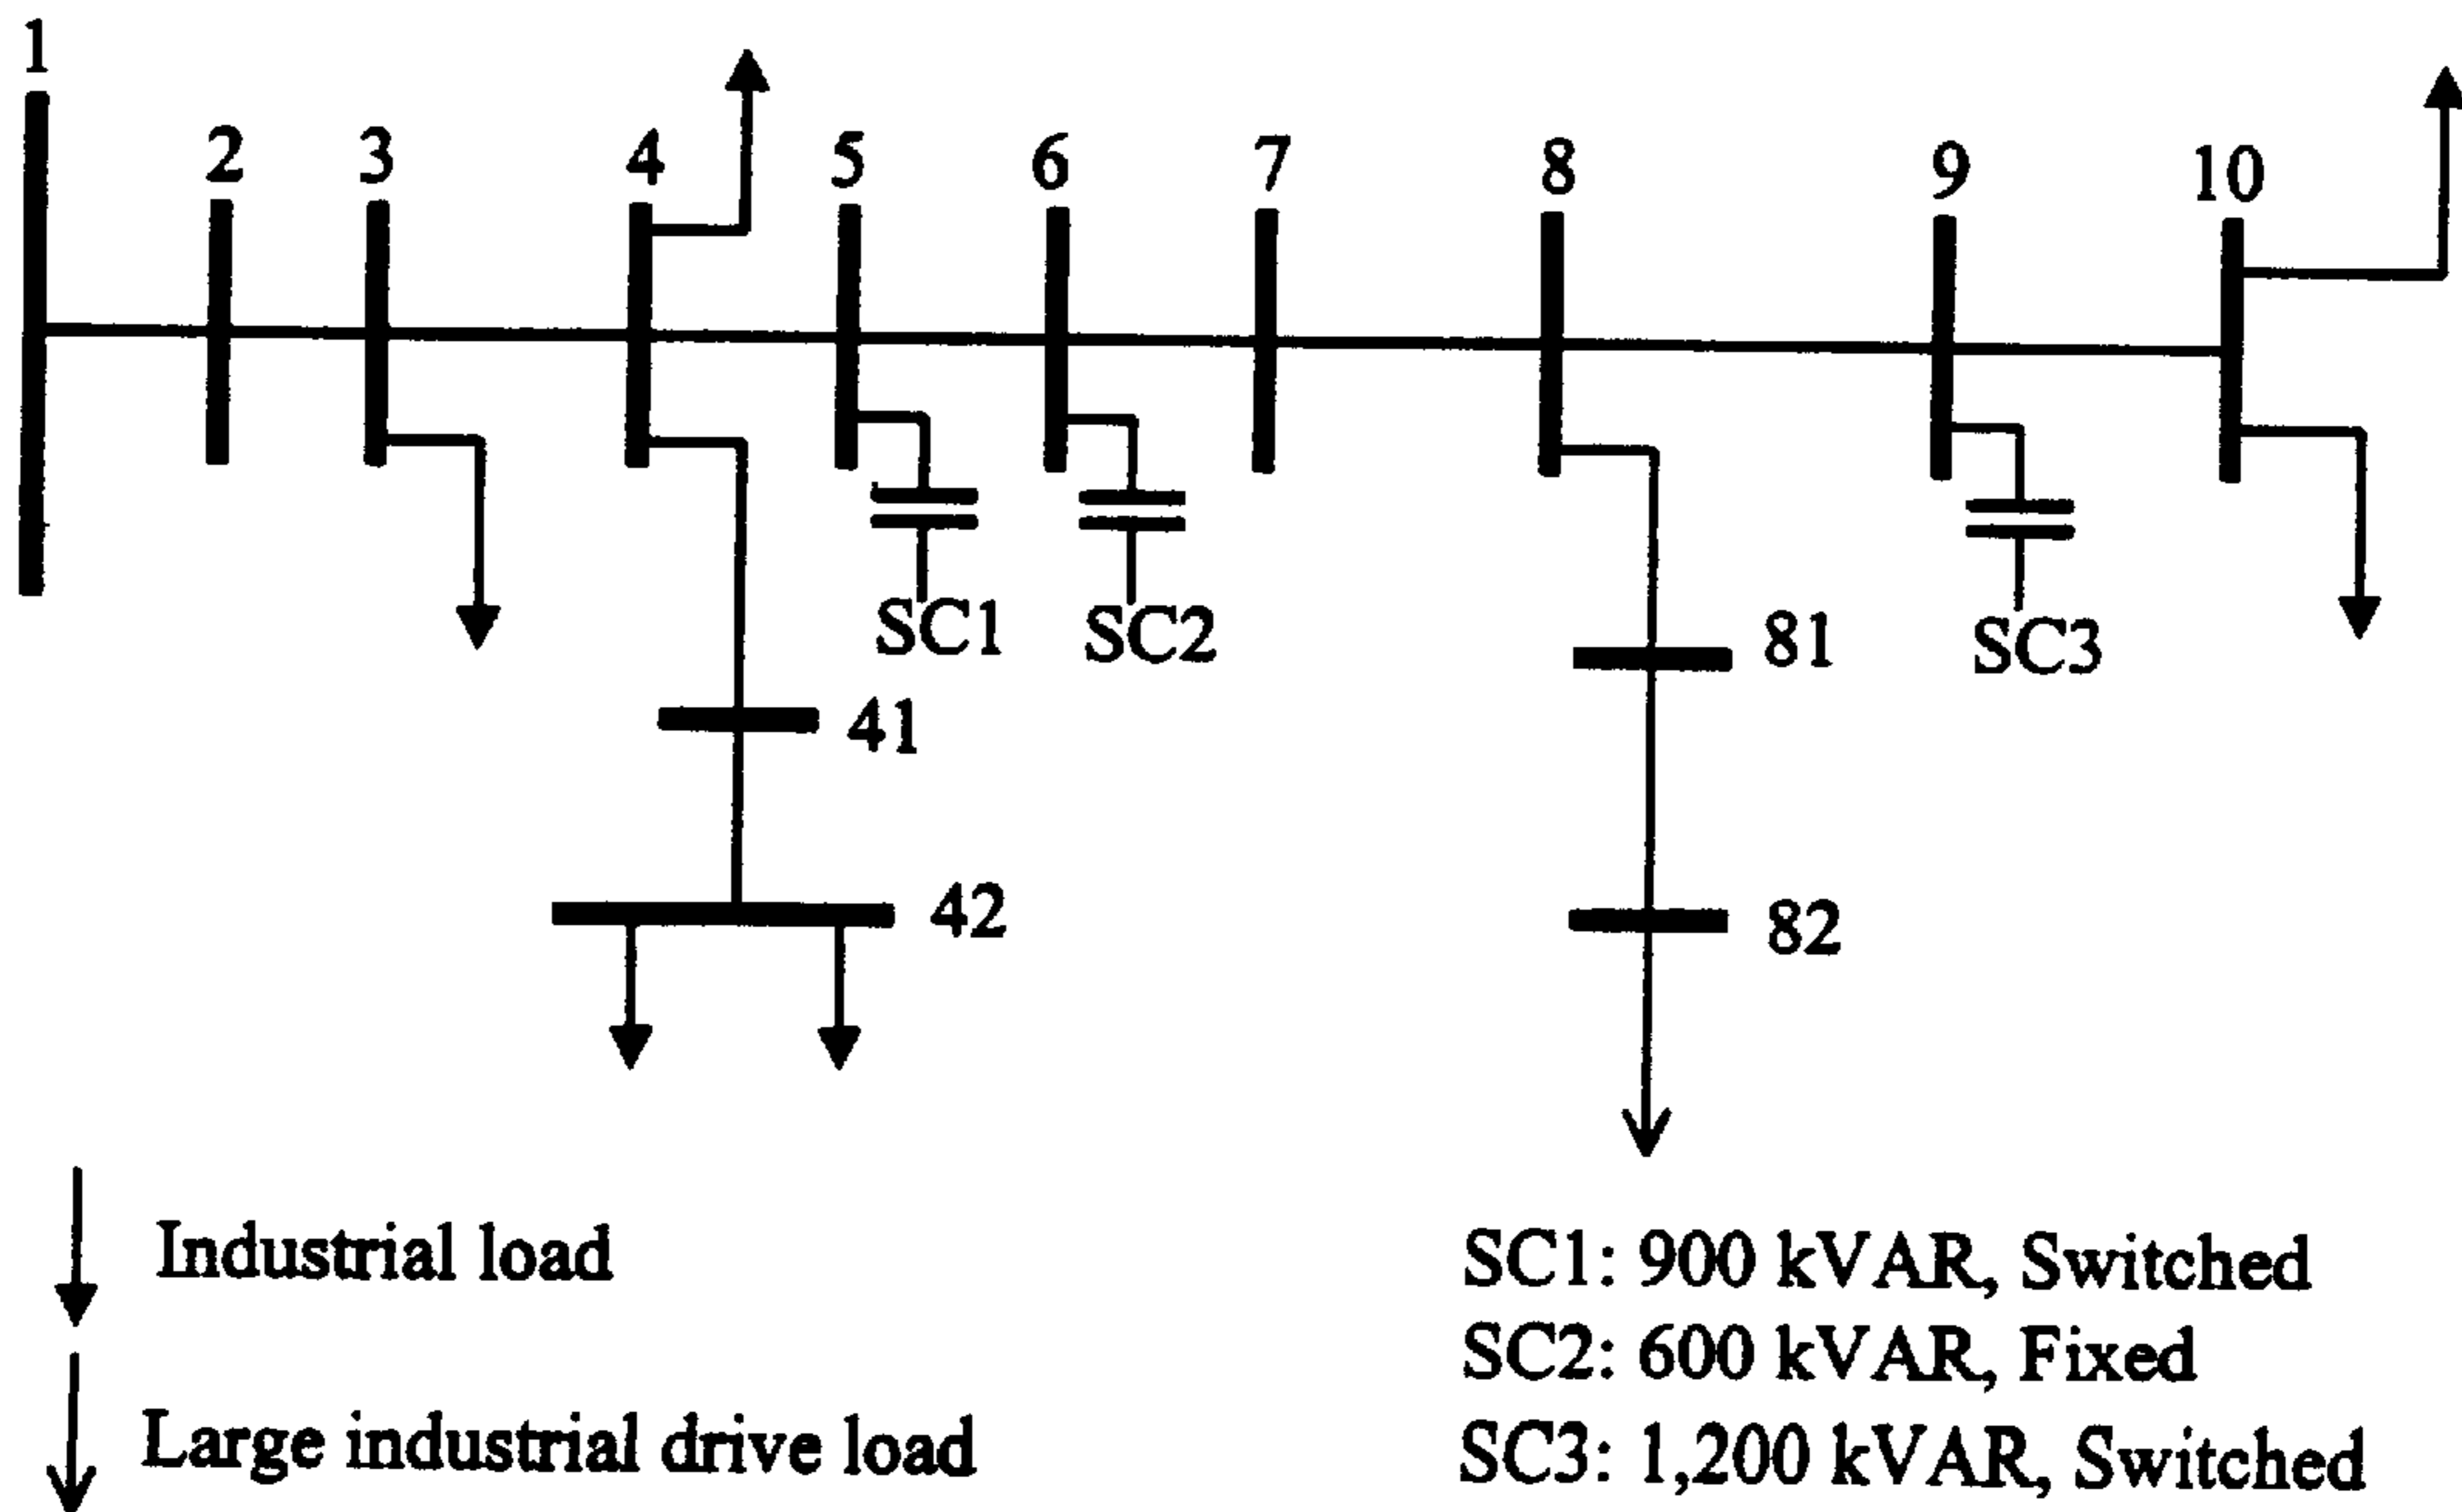 1
2
3
4
5
6
7
8
9
10
SC1
SC2
SC3
81
41
42
82
Industrial load
Large industrial drive load
SC1: 900 kVAR, Switched
SC2: 600 kVAR, Fixed
SC3: 1,200 kVAR, Switched